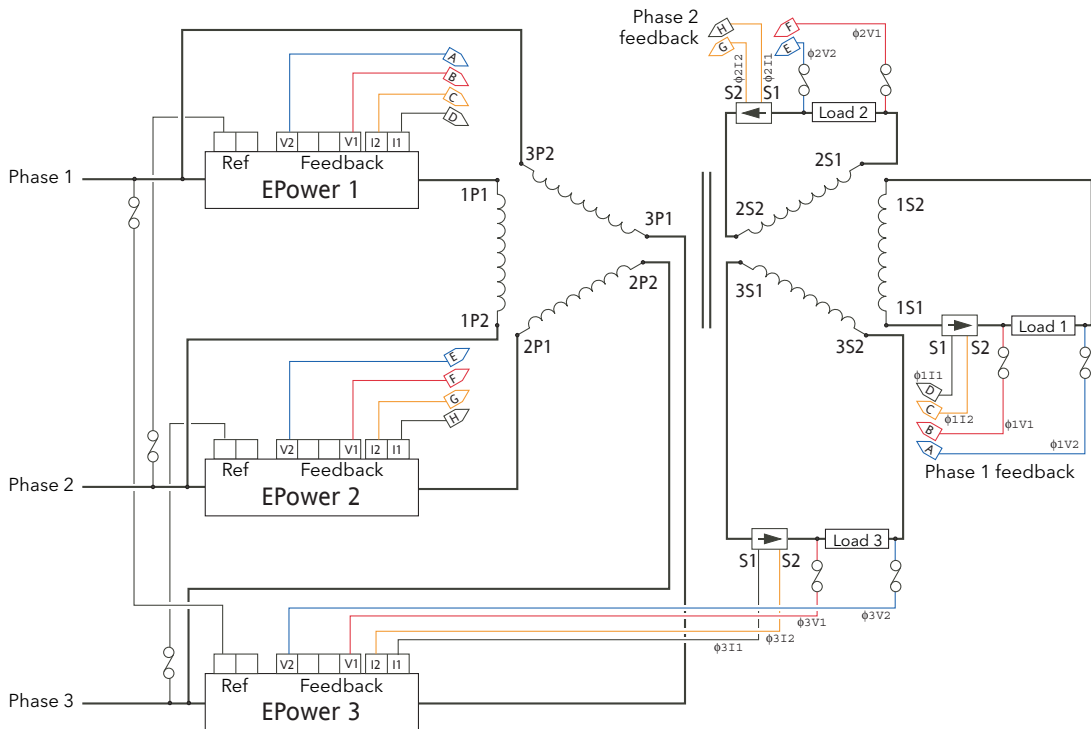 Phase 2
feedback
H
G
F
E
ϕ2V1
ϕ2V2
ϕ2I2
ϕ2I1
S2
S1
Load 2
A
B
C
D
V2
V1
I2
I1
Ref
Feedback
EPower 1
Phase 1
3P2
1P1
3P1
2P2
1P2
2P1
2S1
2S2
1S2
3S1
1S1
3S2
S1
S2
Load 1
ϕ1I1
D
C
ϕ1I2
B
ϕ1V1
A
ϕ1V2
Phase 1 feedback
E
F
G
H
V2
V1
I2
I1
Ref
Feedback
EPower 2
Phase 2
S1
S2
Load 3
ϕ3V1
ϕ3V2
ϕ3I2
ϕ3I1
V2
V1
I2
I1
Ref
Feedback
EPower 3
Phase 3